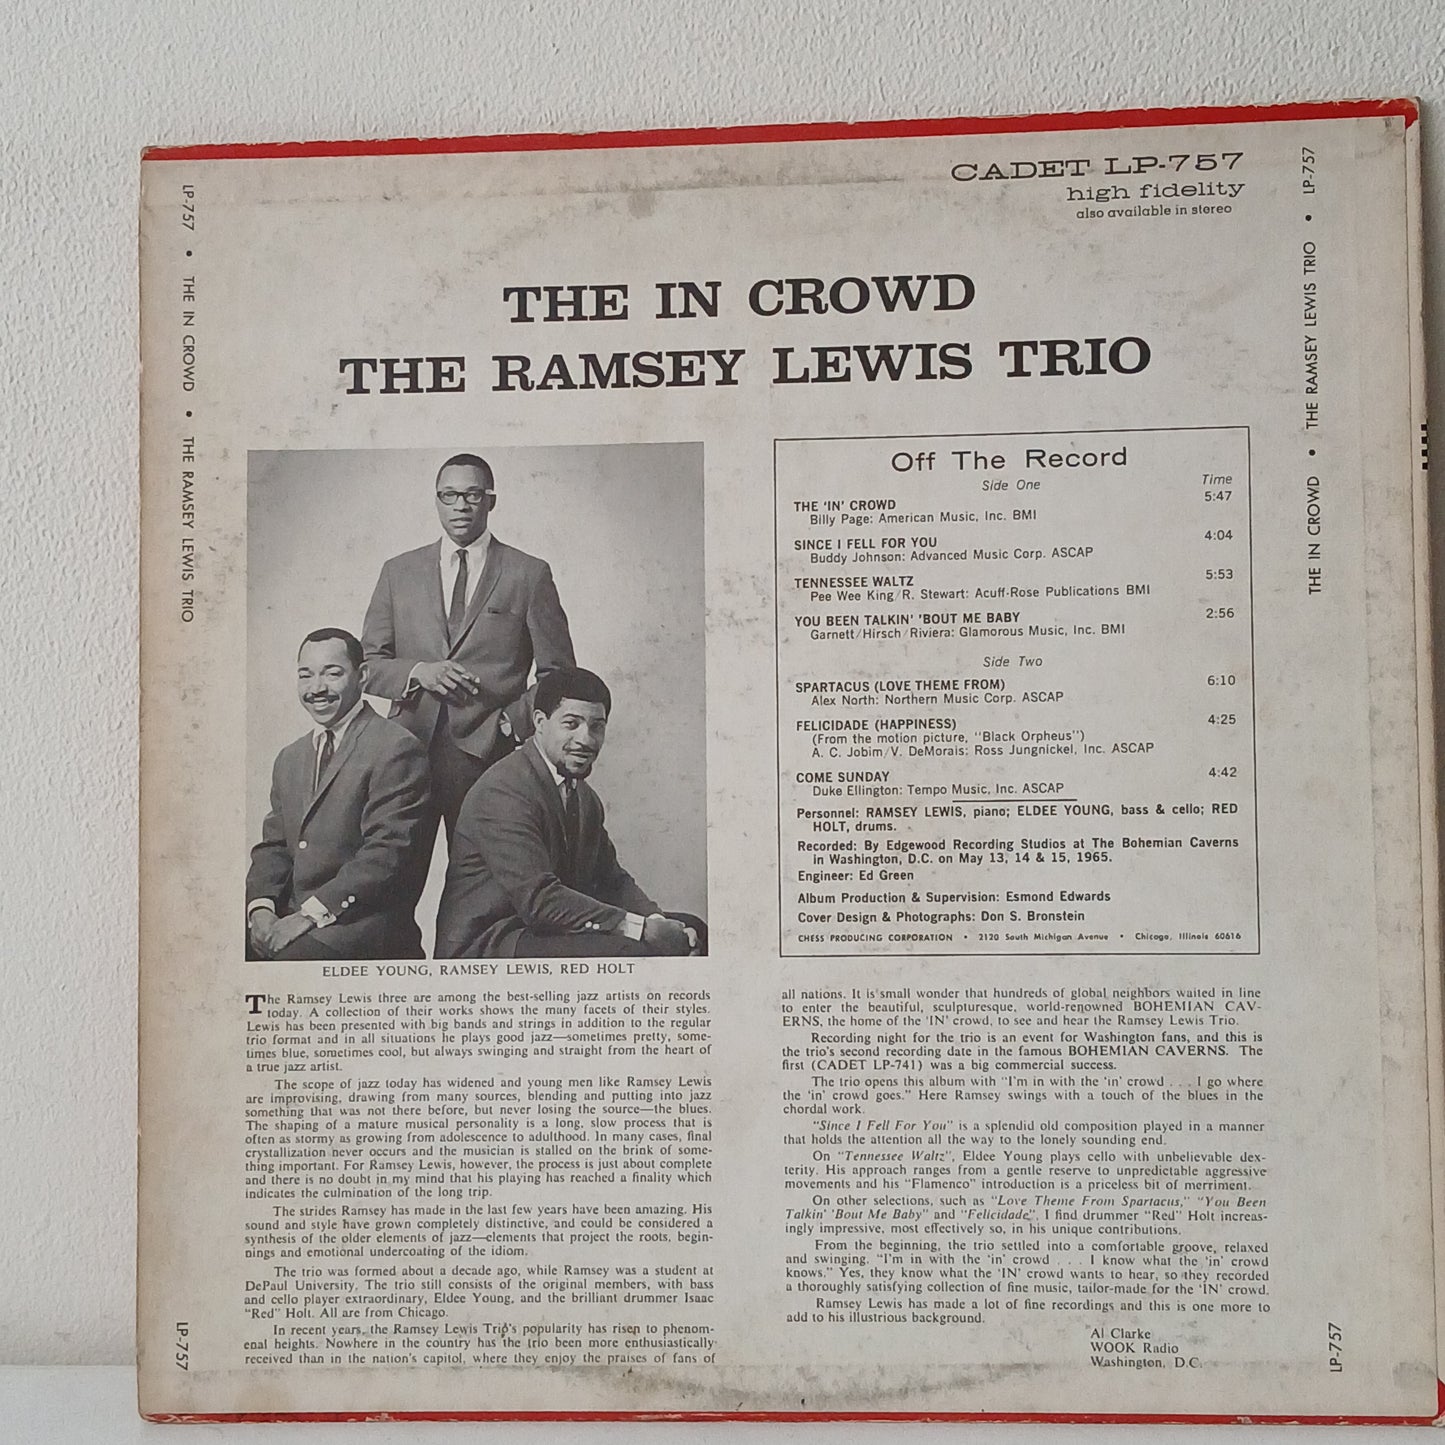 CADET LP-757
high fidelity
also available in stereo
LP-757 • THE IN CROWD • THE RAMSEY LEWIS TRIO
LP-757
THE IN CROWD • THE RAMSEY LEWIS TRIO • LP-757
LP-757
THE IN CROWD
THE RAMSEY LEWIS TRIO
ELDEE YOUNG, RAMSEY LEWIS, RED HOLT
Off The Record
Side One
Time
THE 'IN' CROWD 5:47
Billy Page: American Music, Inc. BMI
SINCE I FELL FOR YOU 4:04
Buddy Johnson: Advanced Music Corp. ASCAP
TENNESSEE WALTZ 5:53
Pee Wee King/R. Stewart: Acuff-Rose Publications BMI
YOU BEEN TALKIN' 'BOUT ME BABY 2:56
Garnett/Hirsch/Riviera: Glamorous Music, Inc. BMI
Side Two
SPARTACUS (LOVE THEME FROM) 6:10
Alex North: Northern Music Corp. ASCAP
FELICIDADE (HAPPINESS) 4:25
(From the motion picture, "Black Orpheus")
A. C. Jobim/V. DeMorais: Ross Jungnickel, Inc. ASCAP
COME SUNDAY 4:42
Duke Ellington: Tempo Music, Inc. ASCAP
Personnel: RAMSEY LEWIS, piano; ELDEE YOUNG, bass & cello; RED
HOLT, drums.
Recorded: By Edgewood Recording Studios at The Bohemian Caverns
in Washington, D.C. on May 13, 14 & 15, 1965.
Engineer: Ed Green
Album Production & Supervision: Esmond Edwards
Cover Design & Photographs: Don S. Bronstein
CHESS PRODUCING CORPORATION • 2120 South Michigan Avenue • Chicago, Illinois 60616
The Ramsey Lewis three are among the best-selling jazz artists on records
today. A collection of their works shows the many facets of their styles.
Lewis has been presented with big bands and strings in addition to the regular
trio format and in all situations he plays good jazz—sometimes pretty, some-
times blue, sometimes cool, but always swinging and straight from the heart of
a true jazz artist.
The scope of jazz today has widened and young men like Ramsey Lewis
are improvising, drawing from many sources, blending and putting into jazz
something that was not there before, but never losing the source—the blues.
The shaping of a mature musical personality is a long, slow process that is
often as stormy as growing from adolescence to adulthood. In many cases, final
crystallization never occurs and the musician is stalled on the brink of some-
thing important. For Ramsey Lewis, however, the process is just about complete
and there is no doubt in my mind that his playing has reached a finality which
indicates the culmination of the long trip.
The strides Ramsey has made in the last few years have been amazing. His
sound and style have grown completely distinctive, and could be considered a
synthesis of the older elements of jazz—elements that project the roots, begin-
nings and emotional undercoating of the idiom.
The trio was formed about a decade ago, while Ramsey was a student at
DePaul University. The trio still consists of the original members, with bass
and cello player extraordinary, Eldee Young, and the brilliant drummer Isaac
"Red" Holt. All are from Chicago.
In recent years, the Ramsey Lewis Trio's popularity has risen to phenom-
enal heights. Nowhere in the country has the trio been more enthusiastically
received than in the nation's capitol, where they enjoy the praises of fans of
all nations. It is small wonder that hundreds of global neighbors waited in line
to enter the beautiful, sculpturesque, world-renowned BOHEMIAN CAV-
ERNS, the home of the 'IN' crowd, to see and hear the Ramsey Lewis Trio.
Recording night for the trio is an event for Washington fans, and this is
the trio's second recording date in the famous BOHEMIAN CAVERNS. The
first (CADET LP-741) was a big commercial success.
The trio opens this album with "I'm in with the 'in' crowd . . . I go where
the 'in' crowd goes." Here Ramsey swings with a touch of the blues in the
chordal work.
"Since I Fell For You" is a splendid old composition played in a manner
that holds the attention all the way to the lonely sounding end.
On "Tennessee Waltz", Eldee Young plays cello with unbelievable dex-
terity. His approach ranges from a gentle reserve to unpredictable aggressive
movements and his "Flamenco" introduction is a priceless bit of merriment.
On other selections, such as "Love Theme From Spartacus," "You Been
Talkin' 'Bout Me Baby" and "Felicidade", I find drummer "Red" Holt increas-
ingly impressive, most effectively so, in his unique contributions.
From the beginning, the trio settled into a comfortable groove, relaxed
and swinging. "I'm in with the 'in' crowd . . . I know what the 'in' crowd
knows." Yes, they know what the 'IN' crowd wants to hear, so they recorded
a thoroughly satisfying collection of fine music, tailor-made for the 'IN' crowd.
Ramsey Lewis has made a lot of fine recordings and this is one more to
add to his illustrious background.
Al Clarke
WOOK Radio
Washington, D.C.